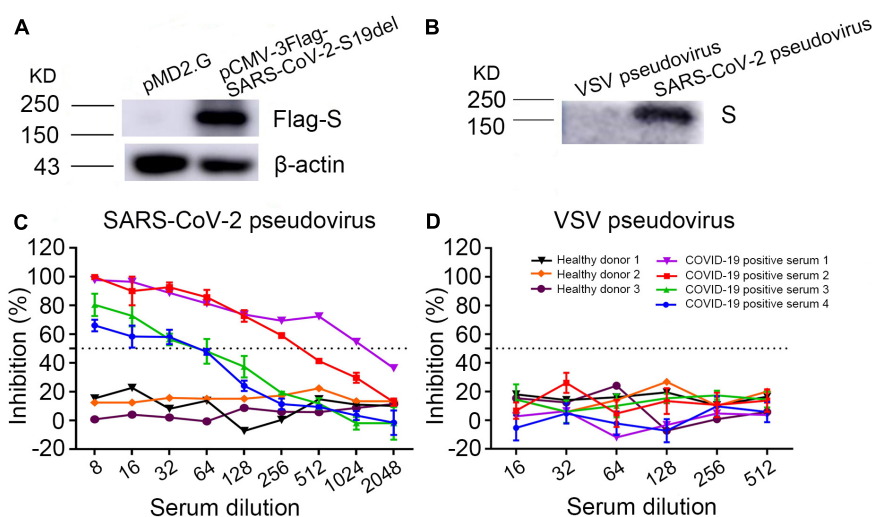 A
KD
pMD2.G
pCMV-3Flag-
SARS-CoV-2-S19del
250
150
43
Flag-S
β-actin
B
KD
VSV pseudovirus
SARS-CoV-2 pseudovirus
250
150
S
C
SARS-CoV-2 pseudovirus
Inhibition (%)
120
100
80
60
40
20
0
-20
8 16 32 64 128 256 512 1024 2048
Serum dilution
D
VSV pseudovirus
Inhibition (%)
120
100
80
60
40
20
0
-20
Healthy donor 1
Healthy donor 2
Healthy donor 3
COVID-19 positive serum 1
COVID-19 positive serum 2
COVID-19 positive serum 3
COVID-19 positive serum 4
16 32 64 128 256 512
Serum dilution